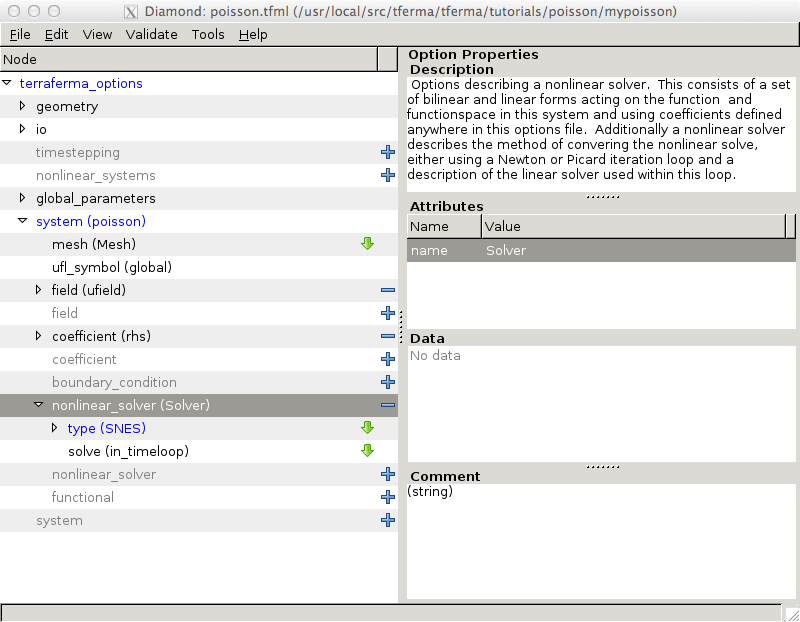 Diamond: poisson.tfml (/usr/local/src/tferma/tferma/tutorials/poisson/mypoisson)
File Edit View Validate Tools Help
Node
terraferma_options
geometry
io
timestepping
nonlinear_systems
global_parameters
system (poisson)
mesh (Mesh)
ufl_symbol (global)
field (ufield)
field
coefficient (rhs)
coefficient
boundary_condition
nonlinear_solver (Solver)
type (SNES)
solve (in_timeloop)
nonlinear_solver
functional
system
Option Properties
Description
Options describing a nonlinear solver.  This consists of a set
of bilinear and linear forms acting on the function  and
functionspace in this system and using coefficients defined
anywhere in this options file.  Additionally a nonlinear solver
describes the method of convering the nonlinear solve,
either using a Newton or Picard iteration loop and a
description of the linear solver used within this loop.
Attributes
Name Value
name Solver
Data
No data
Comment
(string)